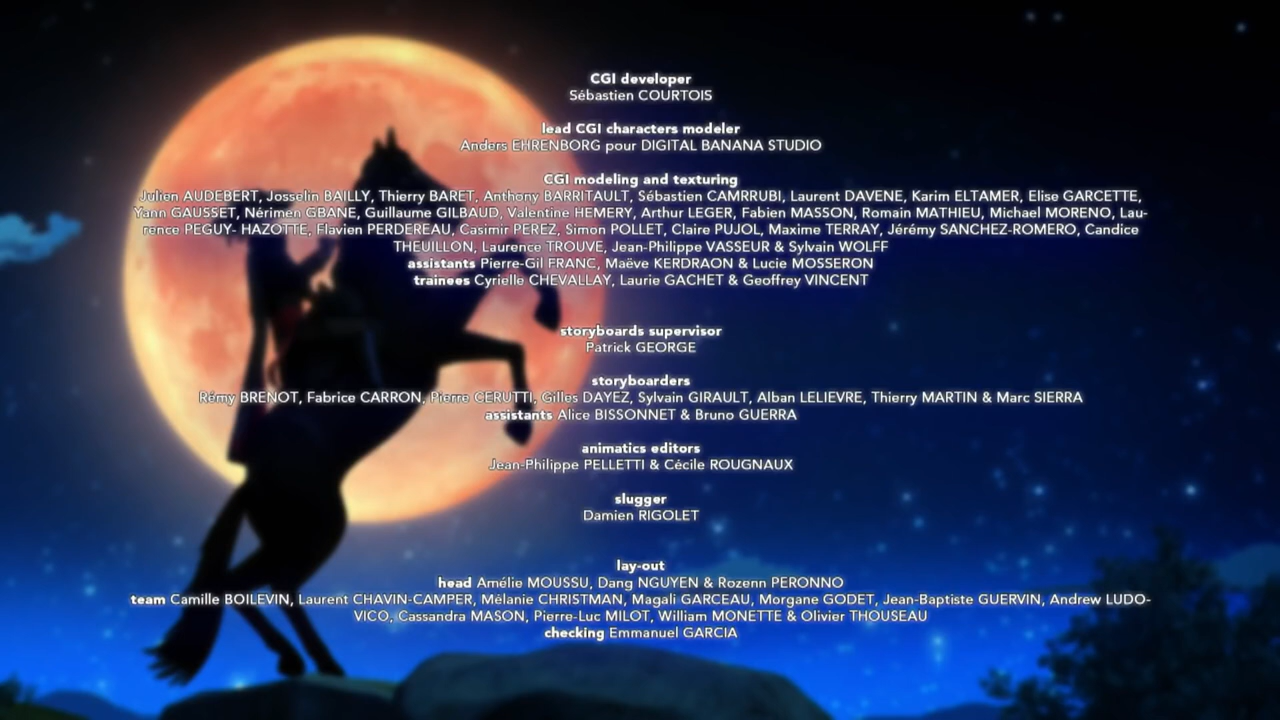 CGI developer
Sébastien COURTOIS
lead CGI characters modeler
Anders EHRENBORG pour DIGITAL BANANA STUDIO
CGI modeling and texturing
Julien AUDEBERT, Josselin BAILLY, Thierry BARET, Anthony BARRITAULT, Sébastien CAMRRUBI, Laurent DAVENE, Karim ELTAMER, Elise GARCETTE,
Yann GAUSSET, Nérimen GBANE, Guillaume GILBAUD, Valentine HEMERY, Arthur LEGER, Fabien MASSON, Romain MATHIEU, Michael MORENO, Lau-
rence PEGUY- HAZOTTE, Flavien PERDEREAU, Casimir PEREZ, Simon POLLET, Claire PUJOL, Maxime TERRAY, Jérémy SANCHEZ-ROMERO, Candice
THEUILLON, Laurence TROUVE, Jean-Philippe VASSEUR & Sylvain WOLFF
assistants Pierre-Gil FRANC, Maëve KERDRAON & Lucie MOSSERON
trainees Cyrielle CHEVALLAY, Laurie GACHET & Geoffrey VINCENT
storyboards supervisor
Patrick GEORGE
storyboarders
Rémy BRENOT, Fabrice CARRON, Pierre CERUTTI, Gilles DAYEZ, Sylvain GIRAULT, Alban LELIEVRE, Thierry MARTIN & Marc SIERRA
assistants Alice BISSONNET & Bruno GUERRA
animatics editors
Jean-Philippe PELLETTI & Cécile ROUGNAUX
slugger
Damien RIGOLET
lay-out
head Amélie MOUSSU, Dang NGUYEN & Rozenn PERONNO
team Camille BOILEVIN, Laurent CHAVIN-CAMPER, Mélanie CHRISTMAN, Magali GARCEAU, Morgane GODET, Jean-Baptiste GUERVIN, Andrew LUDO-
VICO, Cassandra MASON, Pierre-Luc MILOT, William MONETTE & Olivier THOUSEAU
checking Emmanuel GARCIA